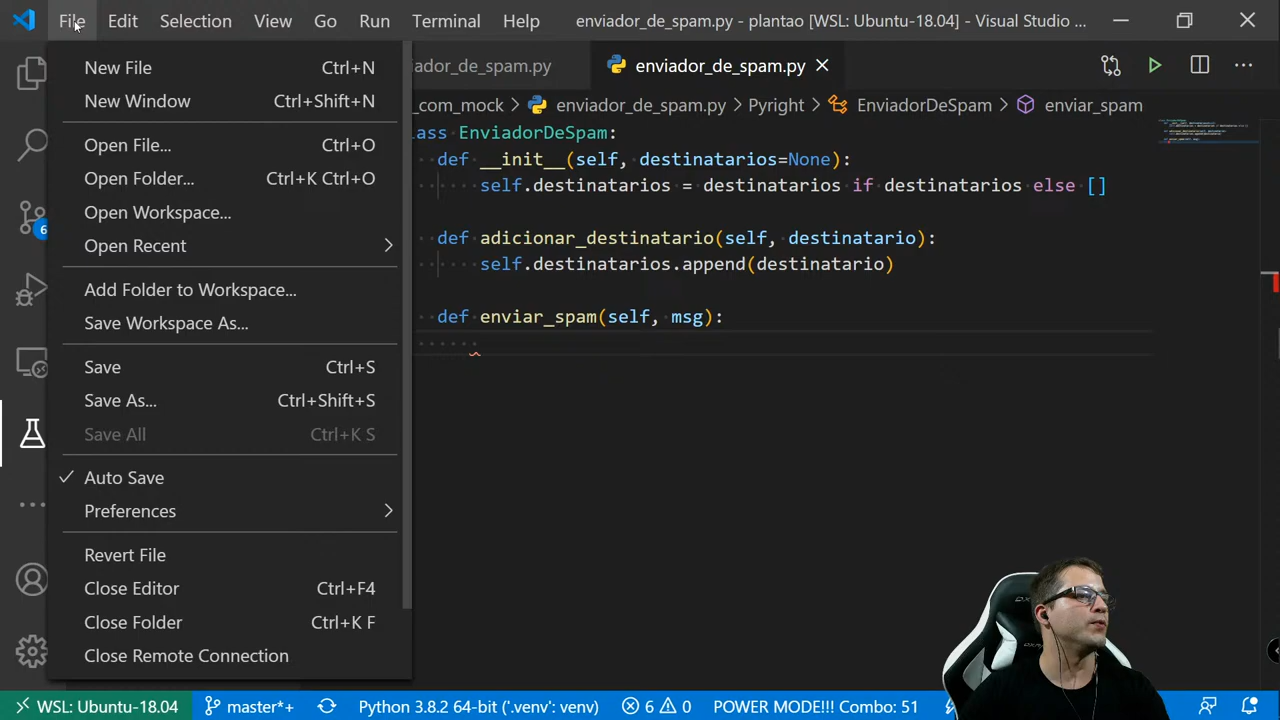 File Edit Selection View Go Run Terminal Help enviador_de_spam.py - plantao [WSL: Ubuntu-18.04] - Visual Studio ...
iador_de_spam.py enviador_de_spam.py
_com_mock > enviador_de_spam.py > Pyright > EnviadorDeSpam > enviar_spam
New File Ctrl+N
New Window Ctrl+Shift+N
Open File... Ctrl+O
Open Folder... Ctrl+K Ctrl+O
Open Workspace...
Open Recent
Add Folder to Workspace...
Save Workspace As...
Save Ctrl+S
Save As... Ctrl+Shift+S
Save All Ctrl+K S
Auto Save
Preferences
Revert File
Close Editor Ctrl+F4
Close Folder Ctrl+K F
Close Remote Connection
ass EnviadorDeSpam:
def __init__(self, destinatarios=None):
self.destinatarios = destinatarios if destinatarios else []
def adicionar_destinatario(self, destinatario):
self.destinatarios.append(destinatario)
def enviar_spam(self, msg):
6
WSL: Ubuntu-18.04 master*+ Python 3.8.2 64-bit ('.venv': venv) 6 0 POWER MODE!!! Combo: 51